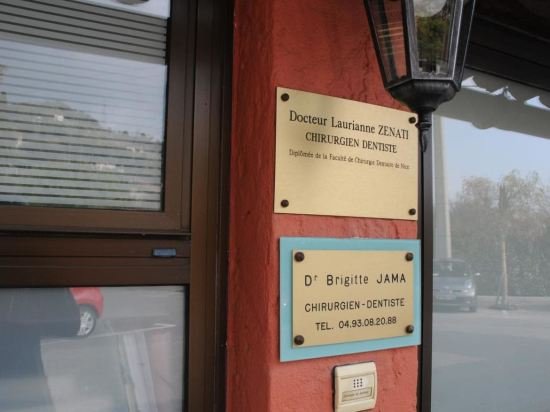 Docteur Laurianne ZENATI
CHIRURGIEN DENTISTE
Diplômée de la Faculté de Chirurgie Dentaire de Nice
Dr Brigitte JAMA
CHIRURGIEN-DENTISTE
TEL. 04.93.08.20.88